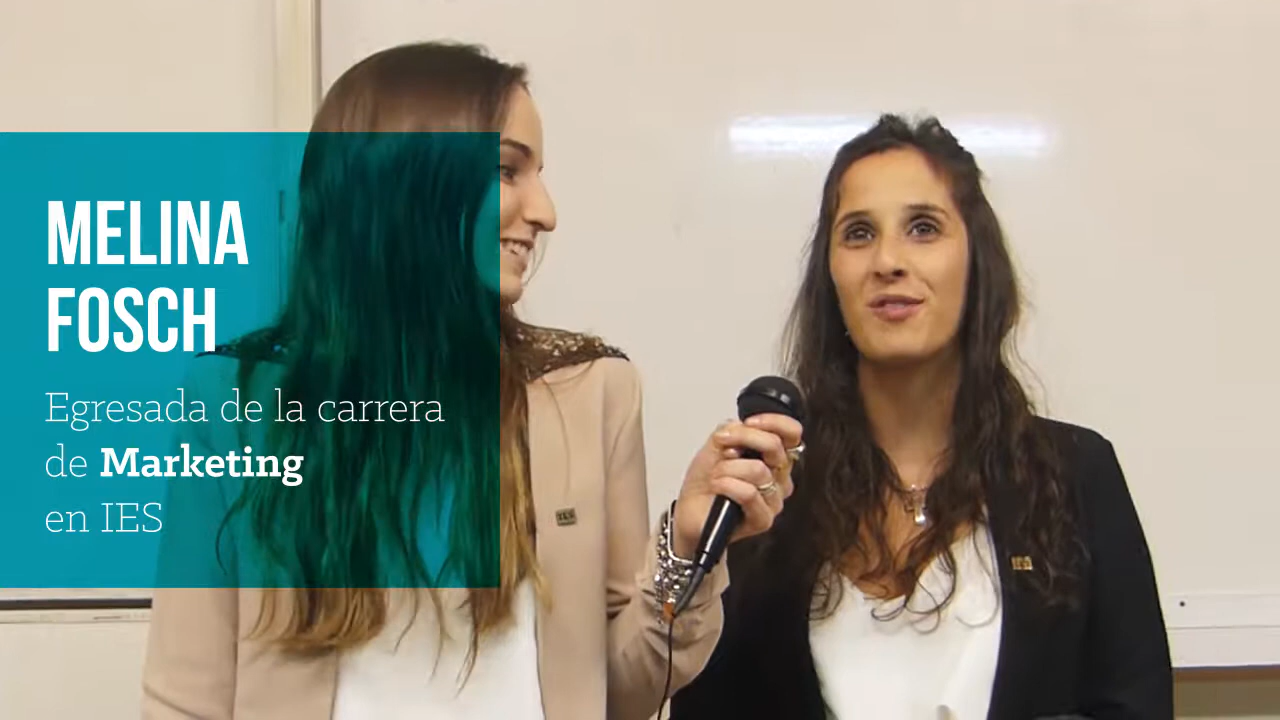 MELINA
FOSCH
Egresada de la carrera
de Marketing
en IES